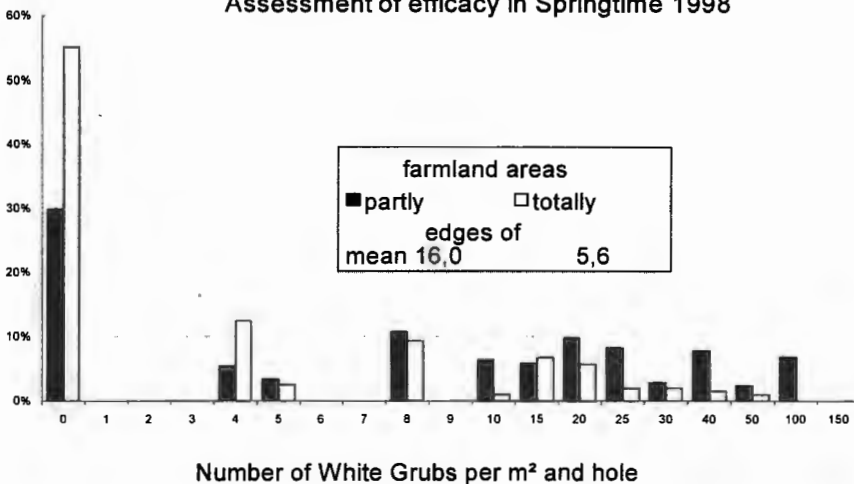 Assessment of efficacy in Springtime 1998
60%
50%
40%
30%
20%
10%
0%
farmland areas
■partly □totally
edges of
mean 16,0 5,6
0 1 2 3 4 5 6 7 8 9 10 15 20 25 30 40 50 100 150
Number of White Grubs per m² and hole